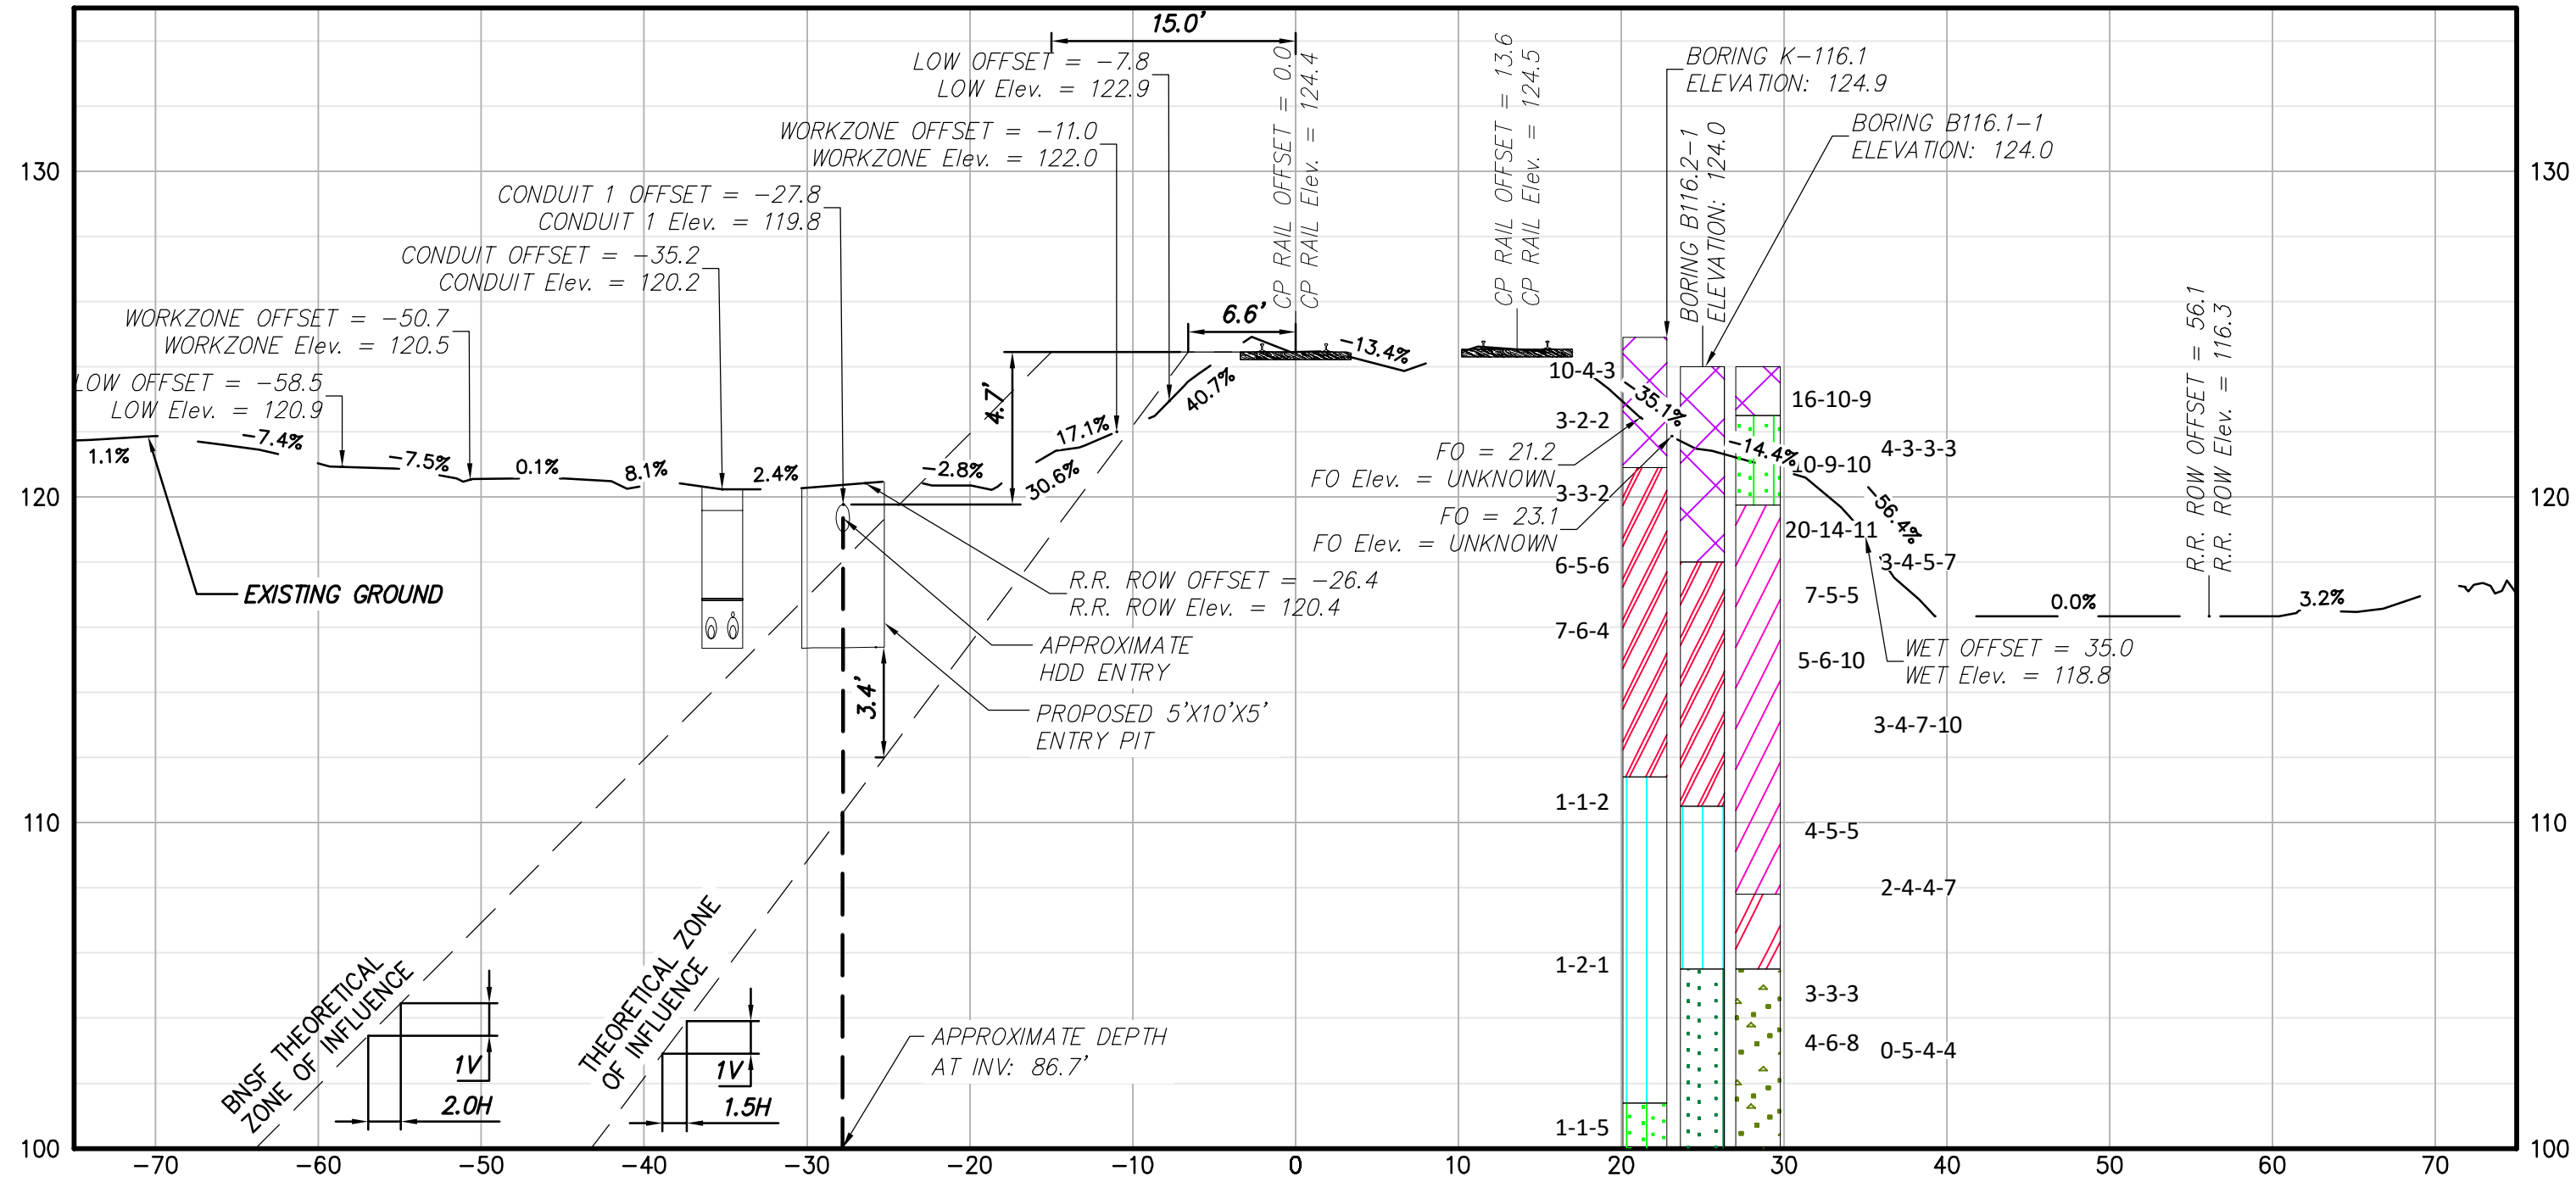 15.0'
LOW OFFSET = -7.8
LOW Elev. = 122.9
WORKZONE OFFSET = -11.0
WORKZONE Elev. = 122.0
CONDUIT 1 OFFSET = -27.8
CONDUIT 1 Elev. = 119.8
CONDUIT OFFSET = -35.2
CONDUIT Elev. = 120.2
WORKZONE OFFSET = -50.7
WORKZONE Elev. = 120.5
LOW OFFSET = -58.5
LOW Elev. = 120.9
CP RAIL OFFSET = 0.0
CP RAIL Elev. = 124.4
CP RAIL OFFSET = 13.6
CP RAIL Elev. = 124.5
BORING K-116.1
ELEVATION: 124.9
BORING B116.2-1
ELEVATION: 124.0
BORING B116.1-1
ELEVATION: 124.0
R.R. ROW OFFSET = 56.1
R.R. ROW Elev. = 116.3
130
120
110
100
130
120
110
100
6.6'
4.7'
3.4'
1.1%
-7.4%
-7.5%
0.1%
8.1%
2.4%
-2.8%
30.6%
17.1%
40.7%
-13.4%
-35.1%
-14.4%
-56.4%
0.0%
3.2%
EXISTING GROUND
FO = 21.2
FO Elev. = UNKNOWN
FO = 23.1
FO Elev. = UNKNOWN
R.R. ROW OFFSET = -26.4
R.R. ROW Elev. = 120.4
APPROXIMATE
HDD ENTRY
PROPOSED 5'X10'X5'
ENTRY PIT
WET OFFSET = 35.0
WET Elev. = 118.8
10-4-3
3-2-2
3-3-2
6-5-6
7-6-4
1-1-2
1-2-1
1-1-5
16-10-9
10-9-10
20-14-11
7-5-5
5-6-10
4-5-5
3-3-3
4-6-8
4-3-3-3
3-4-5-7
3-4-7-10
2-4-4-7
0-5-4-4
BNSF THEORETICAL
ZONE OF INFLUENCE
1V
2.0H
THEORETICAL ZONE
OF INFLUENCE
1V
1.5H
APPROXIMATE DEPTH
AT INV: 86.7'
-70
-60
-50
-40
-30
-20
-10
0
10
20
30
40
50
60
70